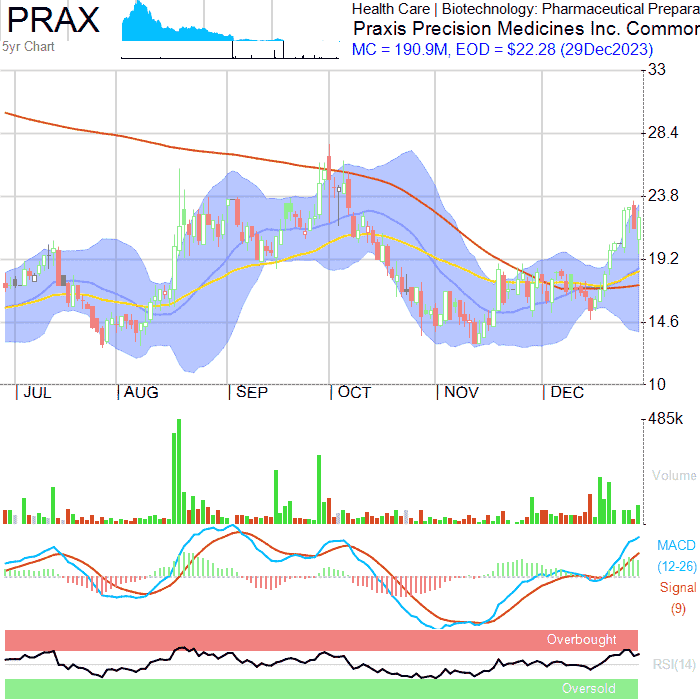 PRAX
5yr Chart
Health Care | Biotechnology: Pharmaceutical Prepara
Praxis Precision Medicines Inc. Commor
MC = 190.9M, EOD = $22.28 (29Dec2023)
33
28.4
23.8
19.2
14.6
10
JUL AUG SEP OCT NOV DEC
485k
Volume
MACD
(12-26)
Signal
(9)
Overbought
RSI(14)
Oversold